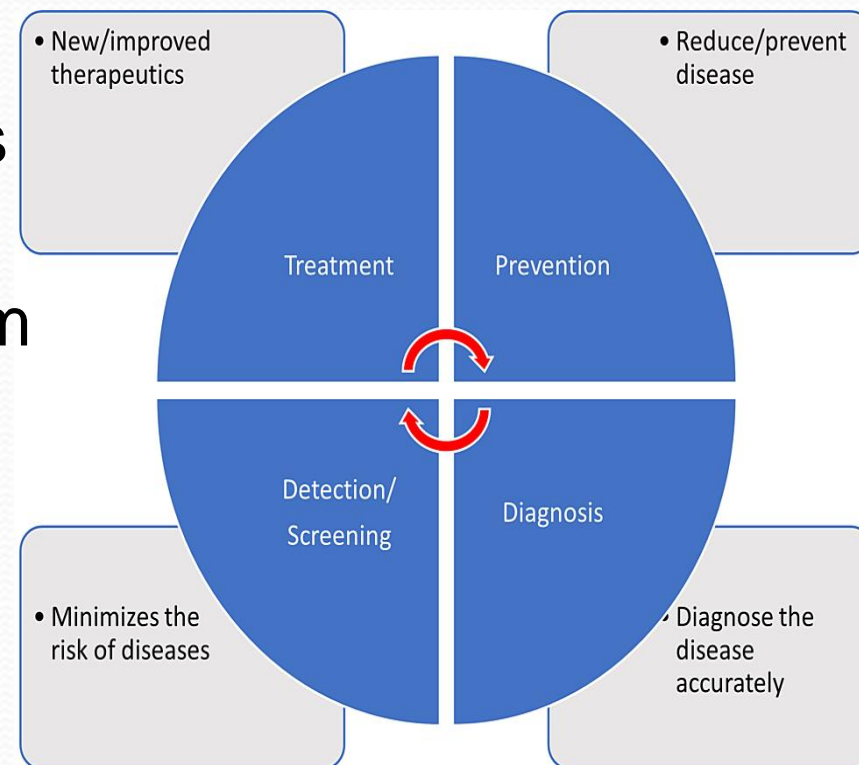 • New/improved
therapeutics
• Reduce/prevent
disease
s
m
Treatment
Prevention
Detection/
Screening
Diagnosis
• Minimizes the
risk of diseases
• Diagnose the
disease
accurately